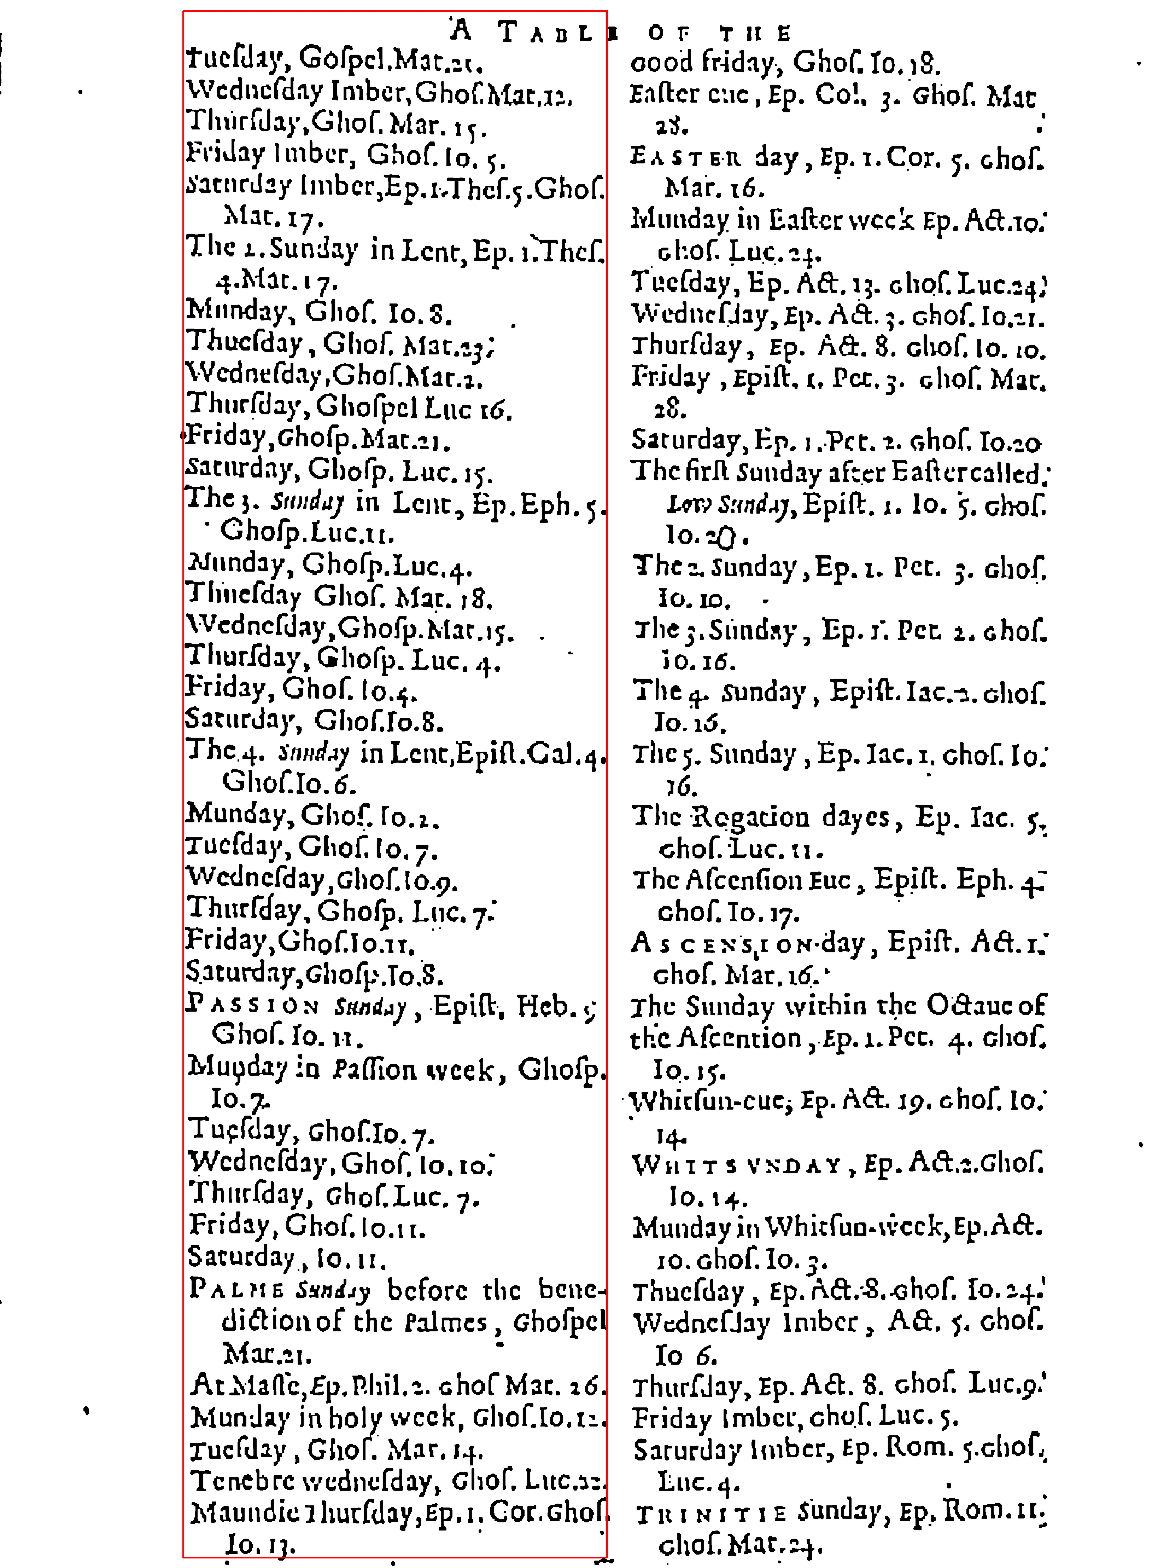 A TABLE OF THE
Tueſday, Goſpel.Mat.21.
Wedneſday Imber,Ghoſ.Mat.12.
Thurſday,Ghoſ. Mar. 15.
Friday Imber, Ghoſ. Io. 5.
Saturday Imber,Ep.1.Theſ.5.Ghoſ.
Mat. 17.
The 2. Sunday in Lent, Ep. 1.Theſ.
4.Mat. 17.
Munday, Ghoſ. Io. 8.
Thueſday, Ghoſ. Mat.23.
Wedneſday,Ghoſ.Mat.2.
Thurſday, Ghoſpel Luc 16.
Friday,Ghoſp.Mat.21.
Saturday, Ghoſp. Luc. 15.
The 3. Sunday in Lent, Ep. Eph. 5.
Ghoſp.Luc.11.
Munday, Ghoſp.Luc.4.
Thueſday Ghoſ. Mat. 18.
Wedneſday,Ghoſp.Mat.15.
Thurſday, Ghoſp. Luc. 4.
Friday, Ghoſ. Io.4.
Saturday, Ghoſ.Io.8.
The.4. Sunday in Lent,Epiſt.Gal.4.
Ghoſ.Io. 6.
Munday, Ghoſ. Io.2.
Tueſday, Ghoſ. Io. 7.
Wedneſday,Ghoſ.Io.9.
Thurſday, Ghoſp. Luc. 7.
Friday,Ghoſ.Io.11.
Saturday,Ghoſp.Io.8.
PASSION Sunday, Epiſt. Heb. 9
Ghoſ. Io. 11.
Munday in Paſſion week, Ghoſp.
Io.7.
Tueſday, Ghoſ.Io. 7.
Wedneſday, Ghoſ. Io. 10.
Thurſday, Ghoſ.Luc. 7.
Friday, Ghoſ. Io.11.
Saturday, Io. 11.
PALME Sunday before the bene-
diction of the Palmes, Ghoſpel
Mat.21.
At Maſſe,Ep.Phil.2. Ghoſ Mat. 26.
Munday in holy week, Ghoſ.Io.12.
Tueſday, Ghoſ. Mar. 14.
Tenebre wedneſday, Ghoſ. Luc.22.
Maundie Thurſday,Ep.1. Cor.Ghoſ
Io. 13.
Good friday, Ghoſ. Io. 18.
Eaſter eue, Ep. Col. 3. Ghoſ. Mat
28.
EASTER day, Ep. 1. Cor. 5. Ghoſ.
Mar. 16.
Munday in Eaſter week Ep. Act.10.
Ghoſ. Luc. 24.
Tueſday, Ep. Act. 13. Ghoſ. Luc.24.
Wedneſday, Ep. Act. 3. Ghoſ. Io.21.
Thurſday, Ep. Act. 8. Ghoſ. Io. 10.
Friday, Epiſt. 1. Pet. 3. Ghoſ. Mat.
28.
Saturday, Ep. 1. Pet. 2. Ghoſ. Io.20
The firſt Sunday after Eaſter called
Low Sunday, Epiſt. 1. Io. 5. Ghoſ.
Io. 20.
The 2. Sunday, Ep. 1. Pet. 3. Ghoſ.
Io. 10.
The 3. Sunday, Ep. 1. Pet. 2. Ghoſ.
Io. 16.
The 4. Sunday, Epiſt. Iac.2. Ghoſ.
Io. 16.
The 5. Sunday, Ep. Iac. 1. Ghoſ. Io.
16.
The Rogation dayes, Ep. Iac. 5.
Ghoſ. Luc. 11.
The Aſcenſion Eue, Epiſt. Eph. 4.
Ghoſ. Io. 17.
ASCENSION day, Epiſt. Act. 1.
Ghoſ. Mar. 16.
The Sunday within the Octaue of
the Aſcention, Ep. 1. Pet. 4. Ghoſ.
Io. 15.
Whitſun-eue, Ep. Act. 19. Ghoſ. Io.
14.
WHITSVNDAY, Ep. Act.2.Ghoſ.
Io. 14.
Munday in Whitſun-week,Ep.Act.
10. Ghoſ. Io. 3.
Thueſday, Ep. Act. 8. Ghoſ. Io. 24.
Wedneſday Imber, Act. 5. Ghoſ.
Io 6.
Thurſday, Ep. Act. 8. Ghoſ. Luc.9.
Friday Imber, Ghoſ. Luc. 5.
Saturday Imber, Ep. Rom. 5.Ghoſ.
Luc. 4.
TRINITIE Sunday, Ep. Rom. 11.
Ghoſ. Mat.24.